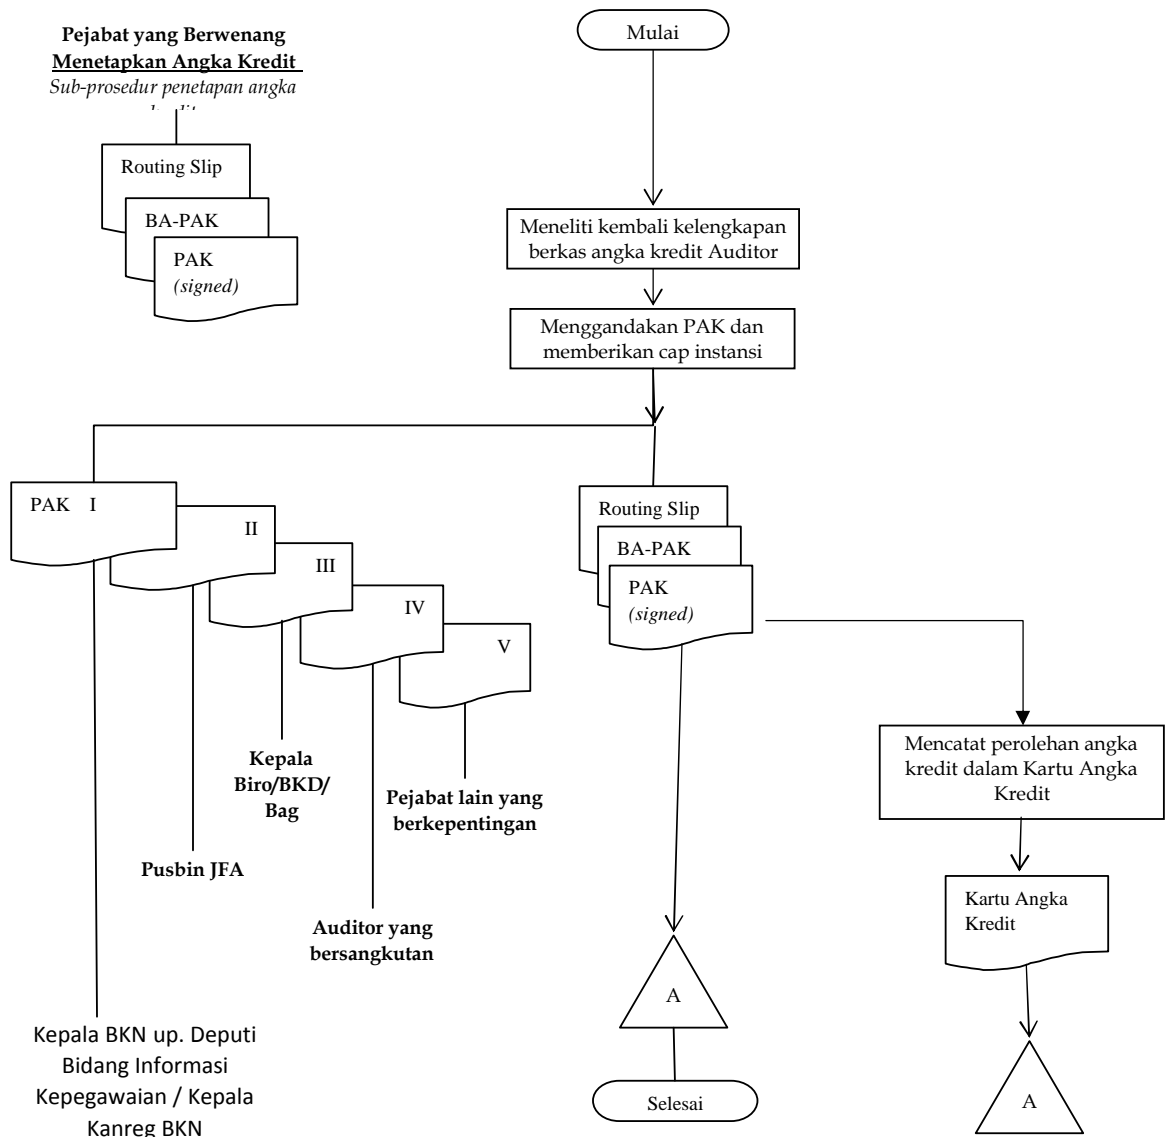 Pejabat yang Berwenang
Menetapkan Angka Kredit
Sub-prosedur penetapan angka
Routing Slip
BA-PAK
PAK
(signed)
Mulai
Meneliti kembali kelengkapan
berkas angka kredit Auditor
Menggandakan PAK dan
memberikan cap instansi
PAK I
II
III
IV
V
Kepala
Biro/BKD/
Bag
Pejabat lain yang
berkepentingan
Pusbin JFA
Auditor yang
bersangkutan
Kepala BKN up. Deputi
Bidang Informasi
Kepegawaian / Kepala
Kanreg BKN
Routing Slip
BA-PAK
PAK
(signed)
A
Selesai
Mencatat perolehan angka
kredit dalam Kartu Angka
Kredit
Kartu Angka
Kredit
A